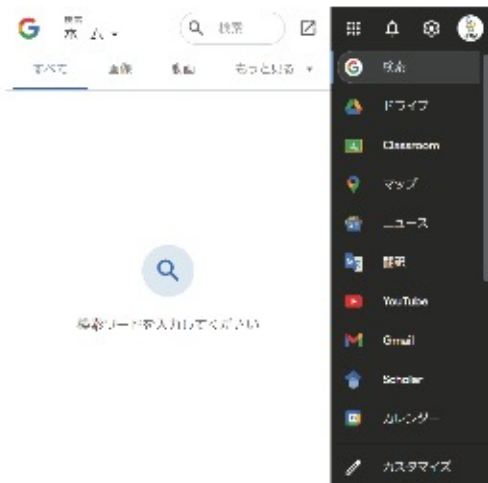 検索
ホーム
検索
すべて 画像 動画 もっと見る
検索ワードを入力してください
検索
ドライブ
Classroom
マップ
ニュース
翻訳
YouTube
Gmail
Scholar
カレンダー
カスタマイズ